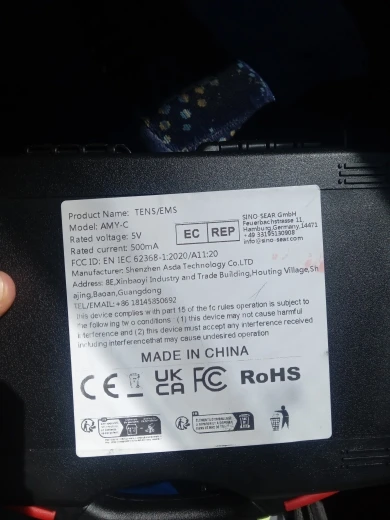 Product Name: TENS/EMS
Model: AMY-C
Rated voltage: 5V
Rated current: 500mA
EC REP
SINO-SEAR GmbH
Feuerbachstrasse 11,
Hamburg,Germany,14471
+49 33195130808
info@sino-sear.com
FCC ID: EN IEC 62368-1:2020/A11:20
Manufacturer: Shenzhen Asda Technology Co,LTD
Address: 8E,Xinbaoyi Industry and Trade Building,Houting Village,Sh
ajing,Baoan,Guangdong
TEL/EMAIL:+86 18145850692
this device complies with part 15 of the fc rules operation is subject to
the following two conditions: (1) this device may not cause harmful
interference and (2) this device must accept any interference received
including interferencethat may cause undesired operation
MADE IN CHINA
CE UK CA FC RoHS